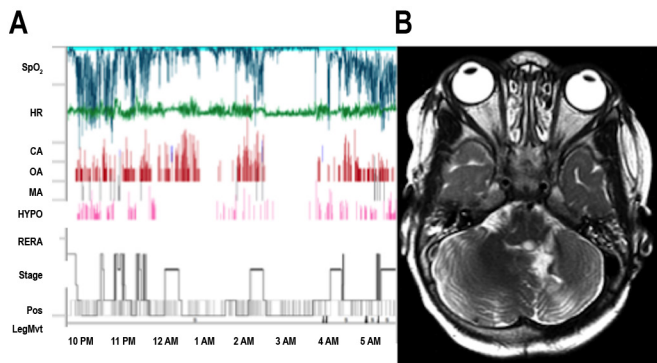 A
B
SpO2
HR
CA
OA
MA
HYPO
RERA
Stage
Pos
LegMvt
10 PM 11 PM 12 AM 1 AM 2 AM 3 AM 4 AM 5 AM